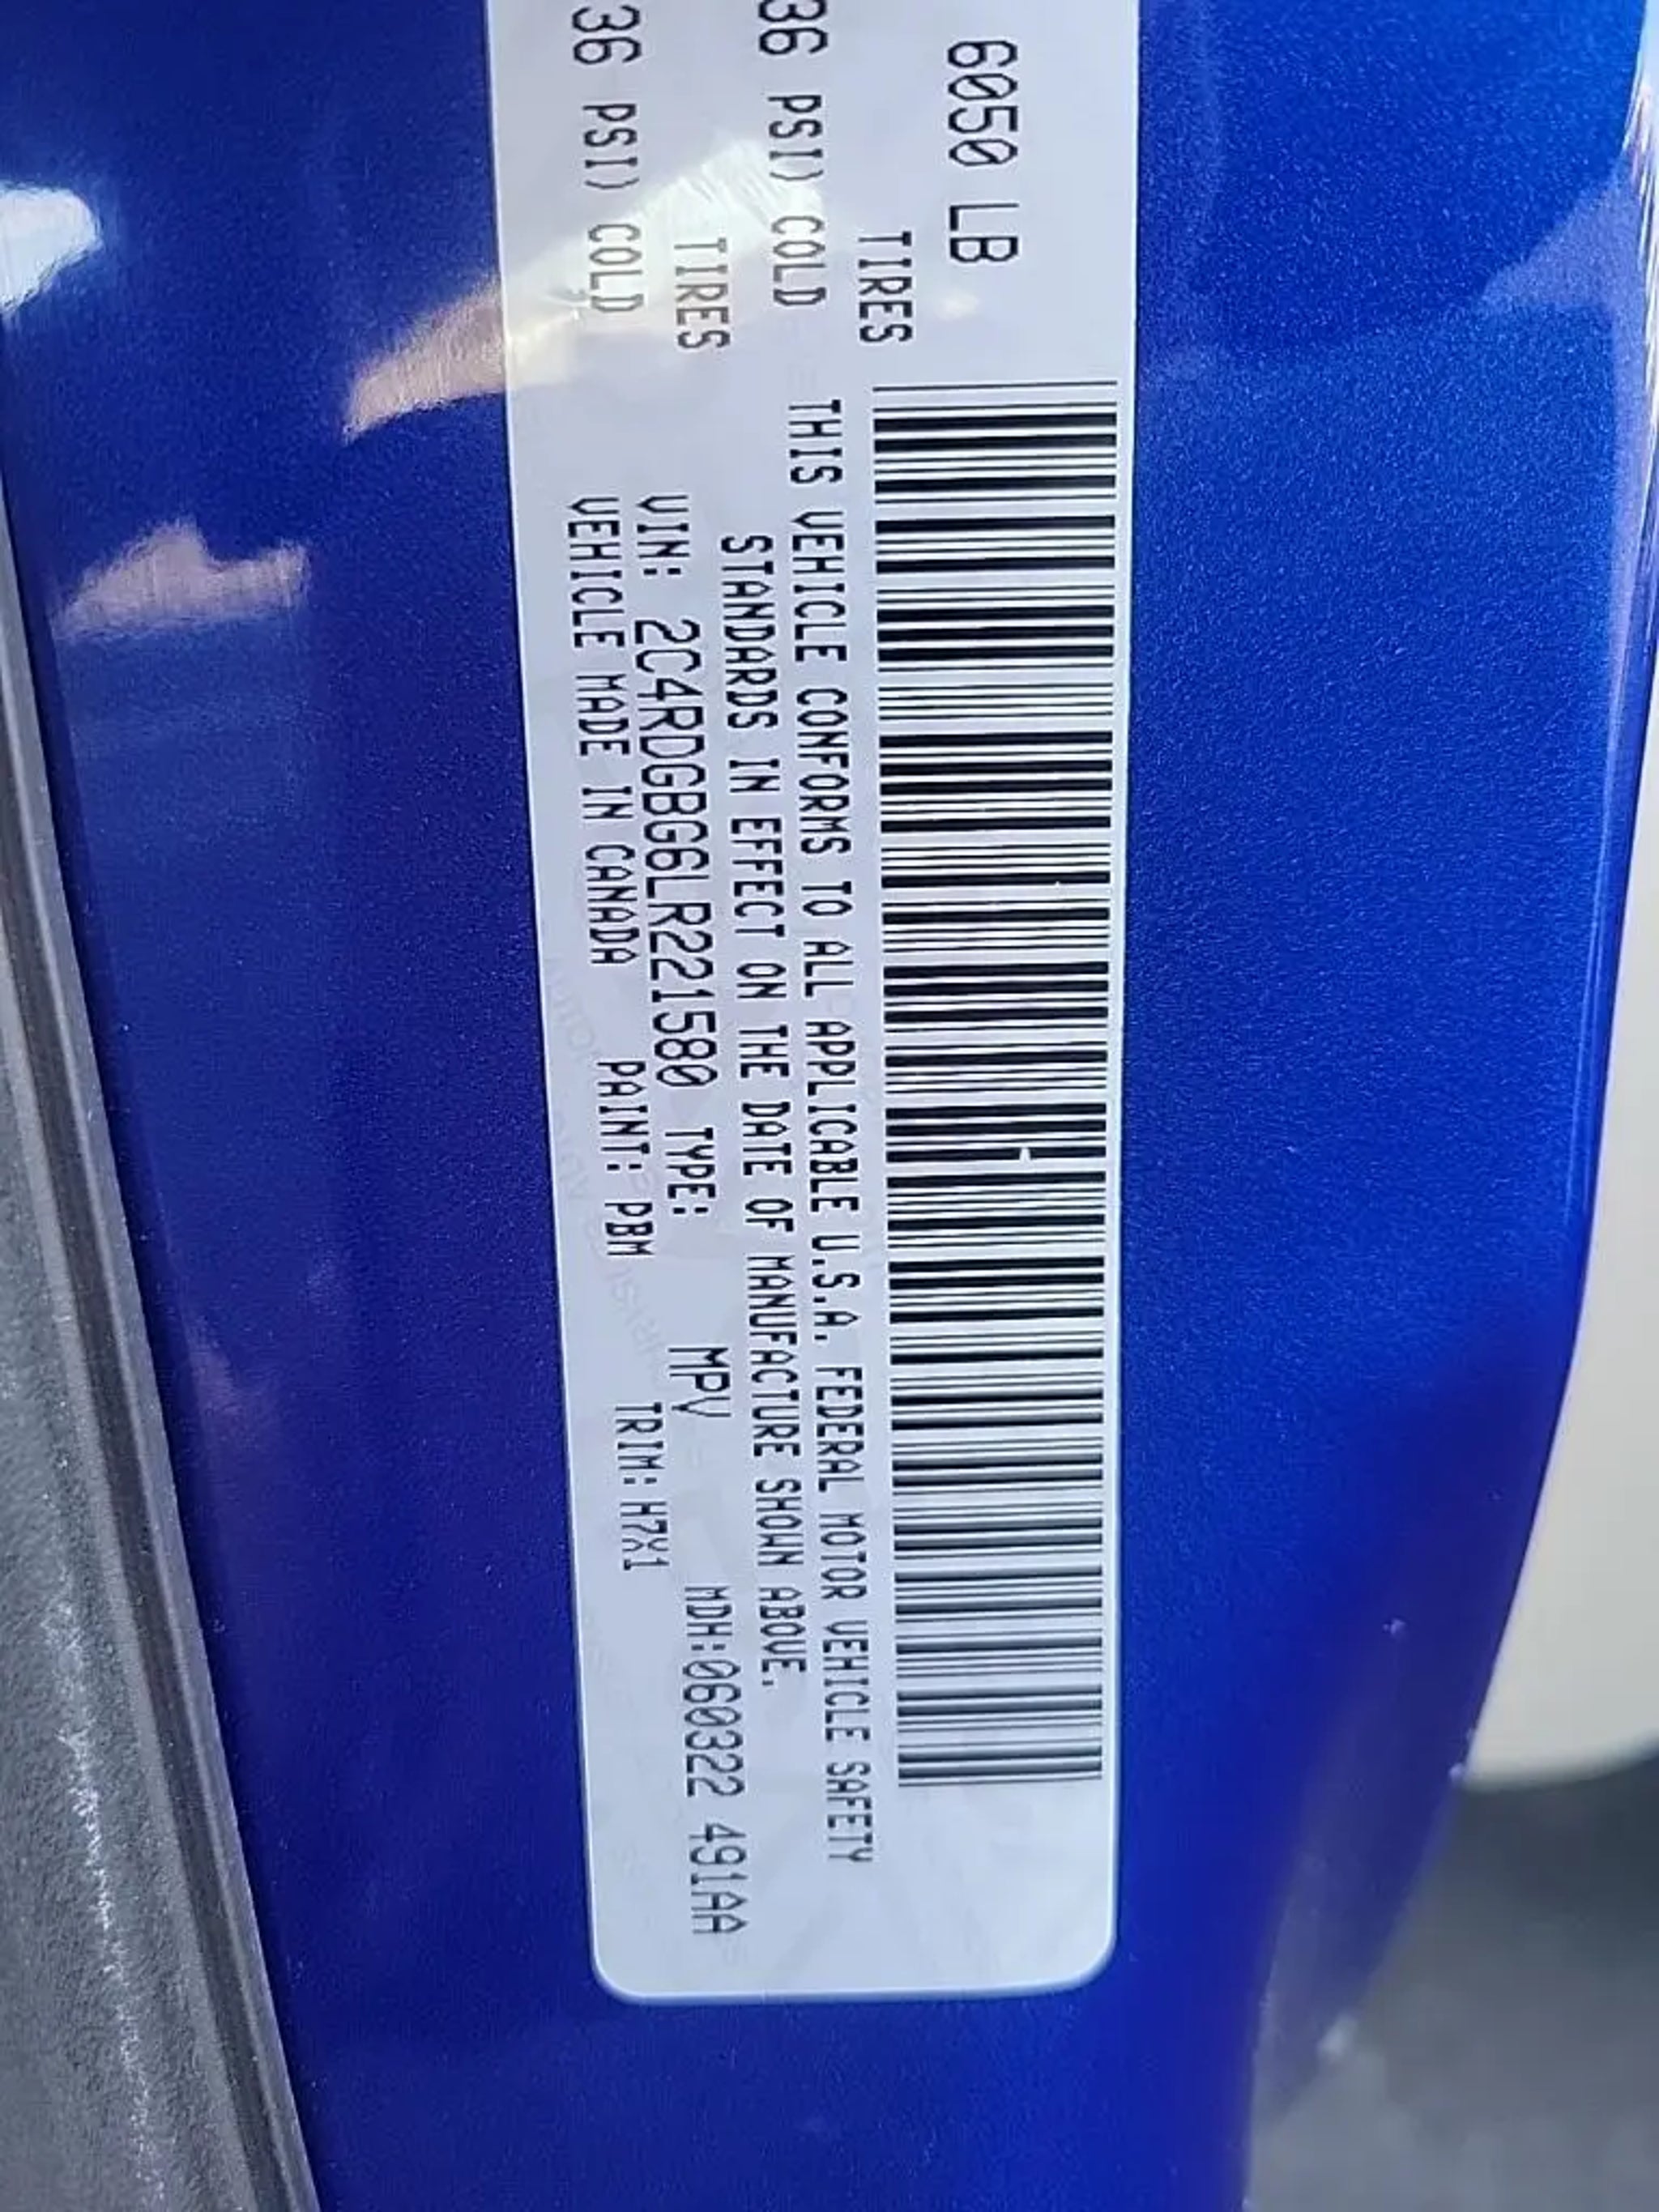 6050 LB
TIRES
36 PSI) COLD
TIRES
36 PSI) COLD
THIS VEHICLE CONFORMS TO ALL APPLICABLE U.S.A. FEDERAL MOTOR VEHICLE SAFETY
STANDARDS IN EFFECT ON THE DATE OF MANUFACTURE SHOWN ABOVE.
VIN: 2C4RDGBG6LR221580 TYPE: MPV MDH:060322 491AA
VEHICLE MADE IN CANADA PAINT: PBM TRIM: H7X1